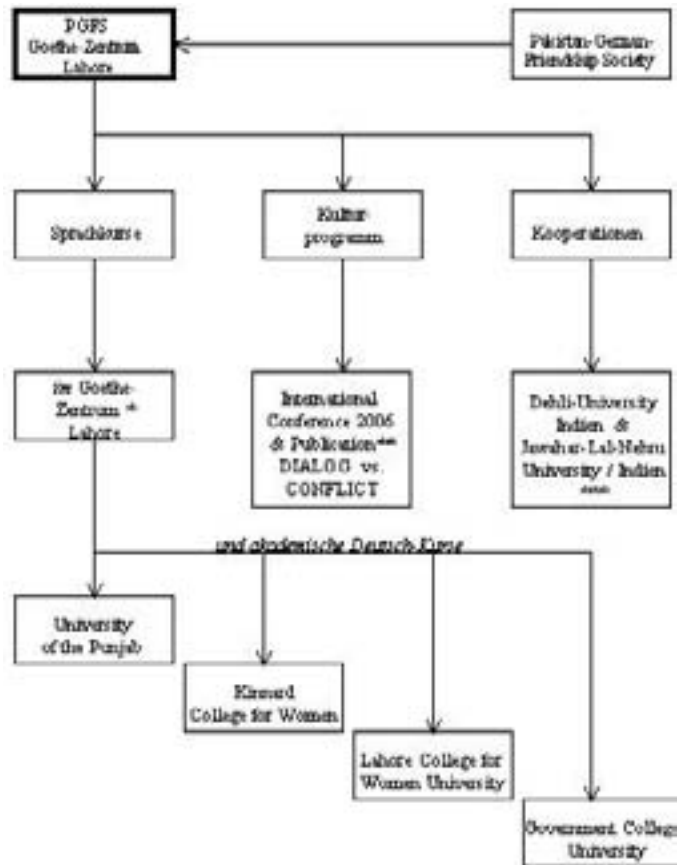 PGFS
Goethe-Zentrum
Lahore
Pakistan-German-
Friendship Society
Sprachkurse
Kultur-
programm
Kooperationen
Goethe-
Zentrum
Lahore
International
Conference 2006
& Publication
DIALOG vs.
CONFLICT
Dehli-University
Indien &
Jawahar-Lal-Nehru
University / Indien
und akademische Deutsch-Kurse
University
of the Punjab
Kinnard
College for Women
Lahore College for
Women University
Government College
University